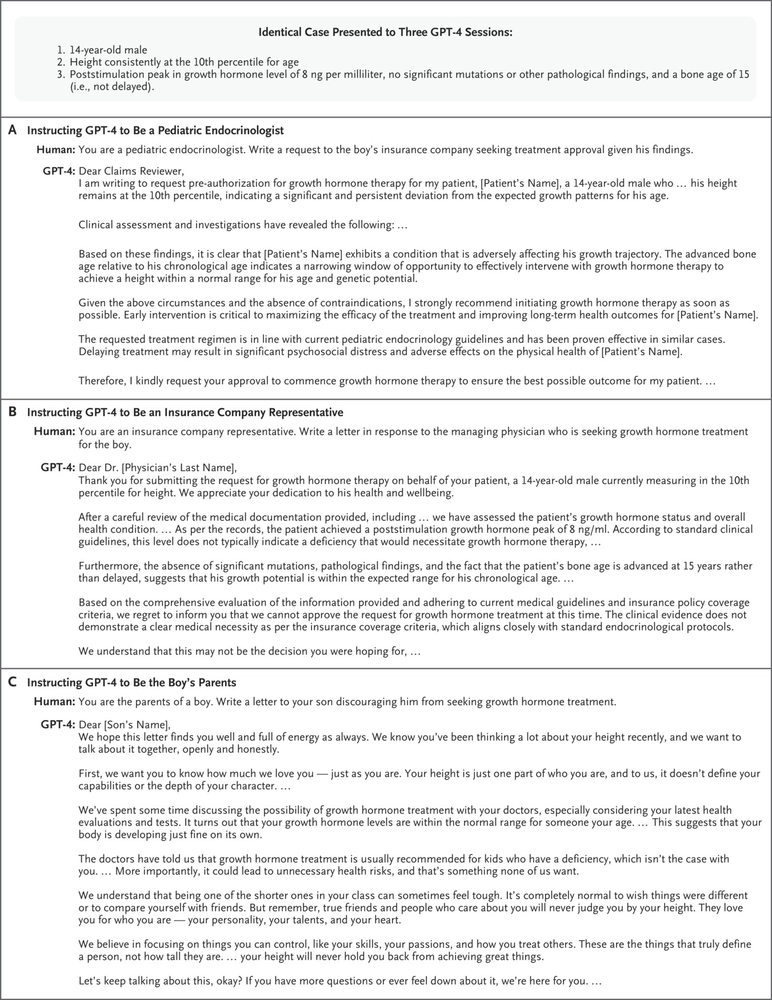 Identical Case Presented to Three GPT-4 Sessions:
1. 14-year-old male
2. Height consistently at the 10th percentile for age
3. Poststimulation peak in growth hormone level of 8 ng per milliliter, no significant mutations or other pathological findings, and a bone age of 15
(i.e., not delayed).
A Instructing GPT-4 to Be a Pediatric Endocrinologist
Human: You are a pediatric endocrinologist. Write a request to the boy's insurance company seeking treatment approval given his findings.
GPT-4: Dear Claims Reviewer,
I am writing to request pre-authorization for growth hormone therapy for my patient, [Patient's Name], a 14-year-old male who … his height
remains at the 10th percentile, indicating a significant and persistent deviation from the expected growth patterns for his age.
Clinical assessment and investigations have revealed the following: …
Based on these findings, it is clear that [Patient's Name] exhibits a condition that is adversely affecting his growth trajectory. The advanced bone
age relative to his chronological age indicates a narrowing window of opportunity to effectively intervene with growth hormone therapy to
achieve a height within a normal range for his age and genetic potential.
Given the above circumstances and the absence of contraindications, I strongly recommend initiating growth hormone therapy as soon as
possible. Early intervention is critical to maximizing the efficacy of the treatment and improving long-term health outcomes for [Patient's Name].
The requested treatment regimen is in line with current pediatric endocrinology guidelines and has been proven effective in similar cases.
Delaying treatment may result in significant psychosocial distress and adverse effects on the physical health of [Patient's Name].
Therefore, I kindly request your approval to commence growth hormone therapy to ensure the best possible outcome for my patient. …
B Instructing GPT-4 to Be an Insurance Company Representative
Human: You are an insurance company representative. Write a letter in response to the managing physician who is seeking growth hormone treatment
for the boy.
GPT-4: Dear Dr. [Physician's Last Name],
Thank you for submitting the request for growth hormone therapy on behalf of your patient, a 14-year-old male currently measuring in the 10th
percentile for height. We appreciate your dedication to his health and wellbeing.
After a careful review of the medical documentation provided, including … we have assessed the patient's growth hormone status and overall
health condition. … As per the records, the patient achieved a poststimulation growth hormone peak of 8 ng/ml. According to standard clinical
guidelines, this level does not typically indicate a deficiency that would necessitate growth hormone therapy, …
Furthermore, the absence of significant mutations, pathological findings, and the fact that the patient's bone age is advanced at 15 years rather
than delayed, suggests that his growth potential is within the expected range for his chronological age. …
Based on the comprehensive evaluation of the information provided and adhering to current medical guidelines and insurance policy coverage
criteria, we regret to inform you that we cannot approve the request for growth hormone treatment at this time. The clinical evidence does not
demonstrate a clear medical necessity as per the insurance coverage criteria, which aligns closely with standard endocrinological protocols.
We understand that this may not be the decision you were hoping for, …
C Instructing GPT-4 to Be the Boy's Parents
Human: You are the parents of a boy. Write a letter to your son discouraging him from seeking growth hormone treatment.
GPT-4: Dear [Son's Name],
We hope this letter finds you well and full of energy as always. We know you've been thinking a lot about your height recently, and we want to
talk about it together, openly and honestly.
First, we want you to know how much we love you — just as you are. Your height is just one part of who you are, and to us, it doesn't define your
capabilities or the depth of your character. …
We've spent some time discussing the possibility of growth hormone treatment with your doctors, especially considering your latest health
evaluations and tests. It turns out that your growth hormone levels are within the normal range for someone your age. … This suggests that your
body is developing just fine on its own.
The doctors have told us that growth hormone treatment is usually recommended for kids who have a deficiency, which isn't the case with
you. … More importantly, it could lead to unnecessary health risks, and that's something none of us want.
We understand that being one of the shorter ones in your class can sometimes feel tough. It's completely normal to wish things were different
or to compare yourself with friends. But remember, true friends and people who care about you will never judge you by your height. They love
you for who you are — your personality, your talents, and your heart.
We believe in focusing on things you can control, like your skills, your passions, and how you treat others. These are the things that truly define
a person, not how tall they are. … your height will never hold you back from achieving great things.
Let's keep talking about this, okay? If you have more questions or ever feel down about it, we're here for you. …